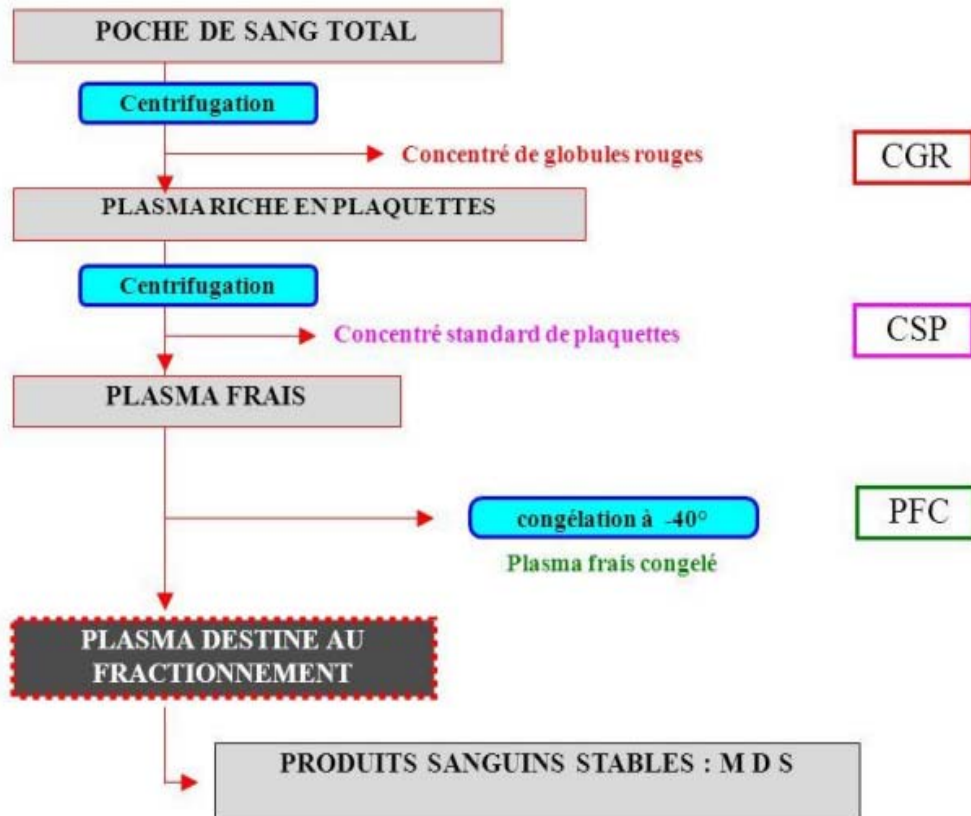 POCHE DE SANG TOTAL
Centrifugation
Concentré de globules rouges
CGR
PLASMA RICHE EN PLAQUETTES
Centrifugation
Concentré standard de plaquettes
CSP
PLASMA FRAIS
congélation à -40°
PFC
Plasma frais congelé
PLASMA DESTINE AU
FRACTIONNEMENT
PRODUITS SANGUINS STABLES : M D S